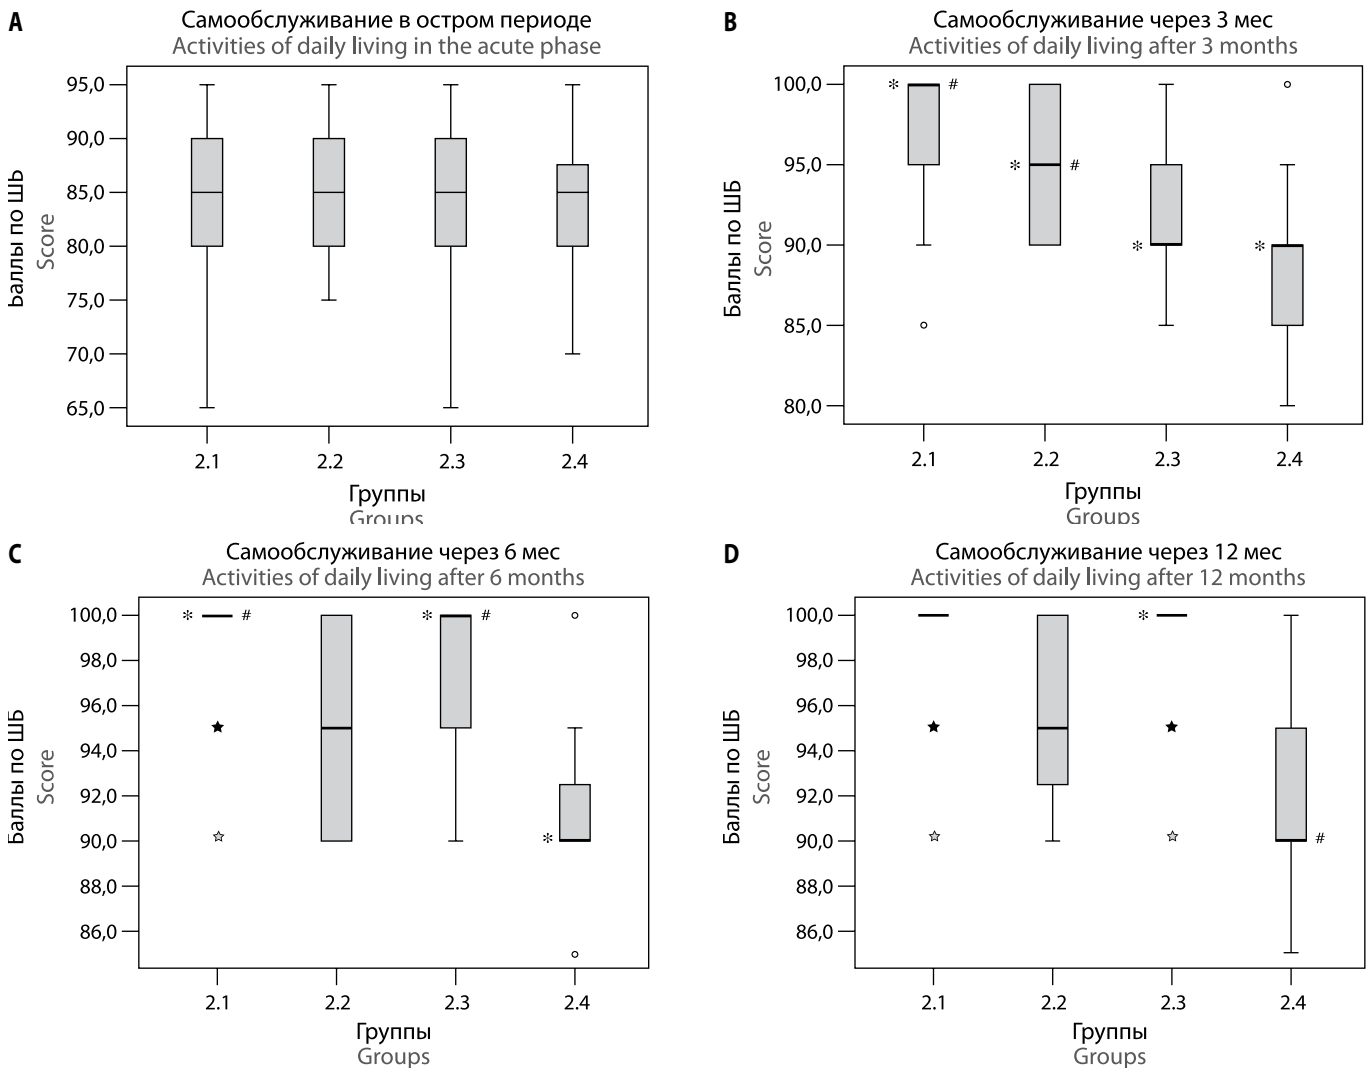 A
Самообслуживание в остром периоде
Activities of daily living in the acute phase
Баллы по ШБ
Score
95,0
90,0
85,0
80,0
75,0
70,0
65,0
2.1 2.2 2.3 2.4
Группы
Groups
B
Самообслуживание через 3 мес
Activities of daily living after 3 months
Баллы по ШБ
Score
100,0
95,0
90,0
85,0
80,0
* #
* #
*
*
2.1 2.2 2.3 2.4
Группы
Groups
C
Самообслуживание через 6 мес
Activities of daily living after 6 months
Баллы по ШБ
Score
100,0
98,0
96,0
94,0
92,0
90,0
88,0
86,0
* #
* #
*
2.1 2.2 2.3 2.4
Группы
Groups
D
Самообслуживание через 12 мес
Activities of daily living after 12 months
Баллы по ШБ
Score
100,0
98,0
96,0
94,0
92,0
90,0
88,0
86,0
*
#
2.1 2.2 2.3 2.4
Группы
Groups